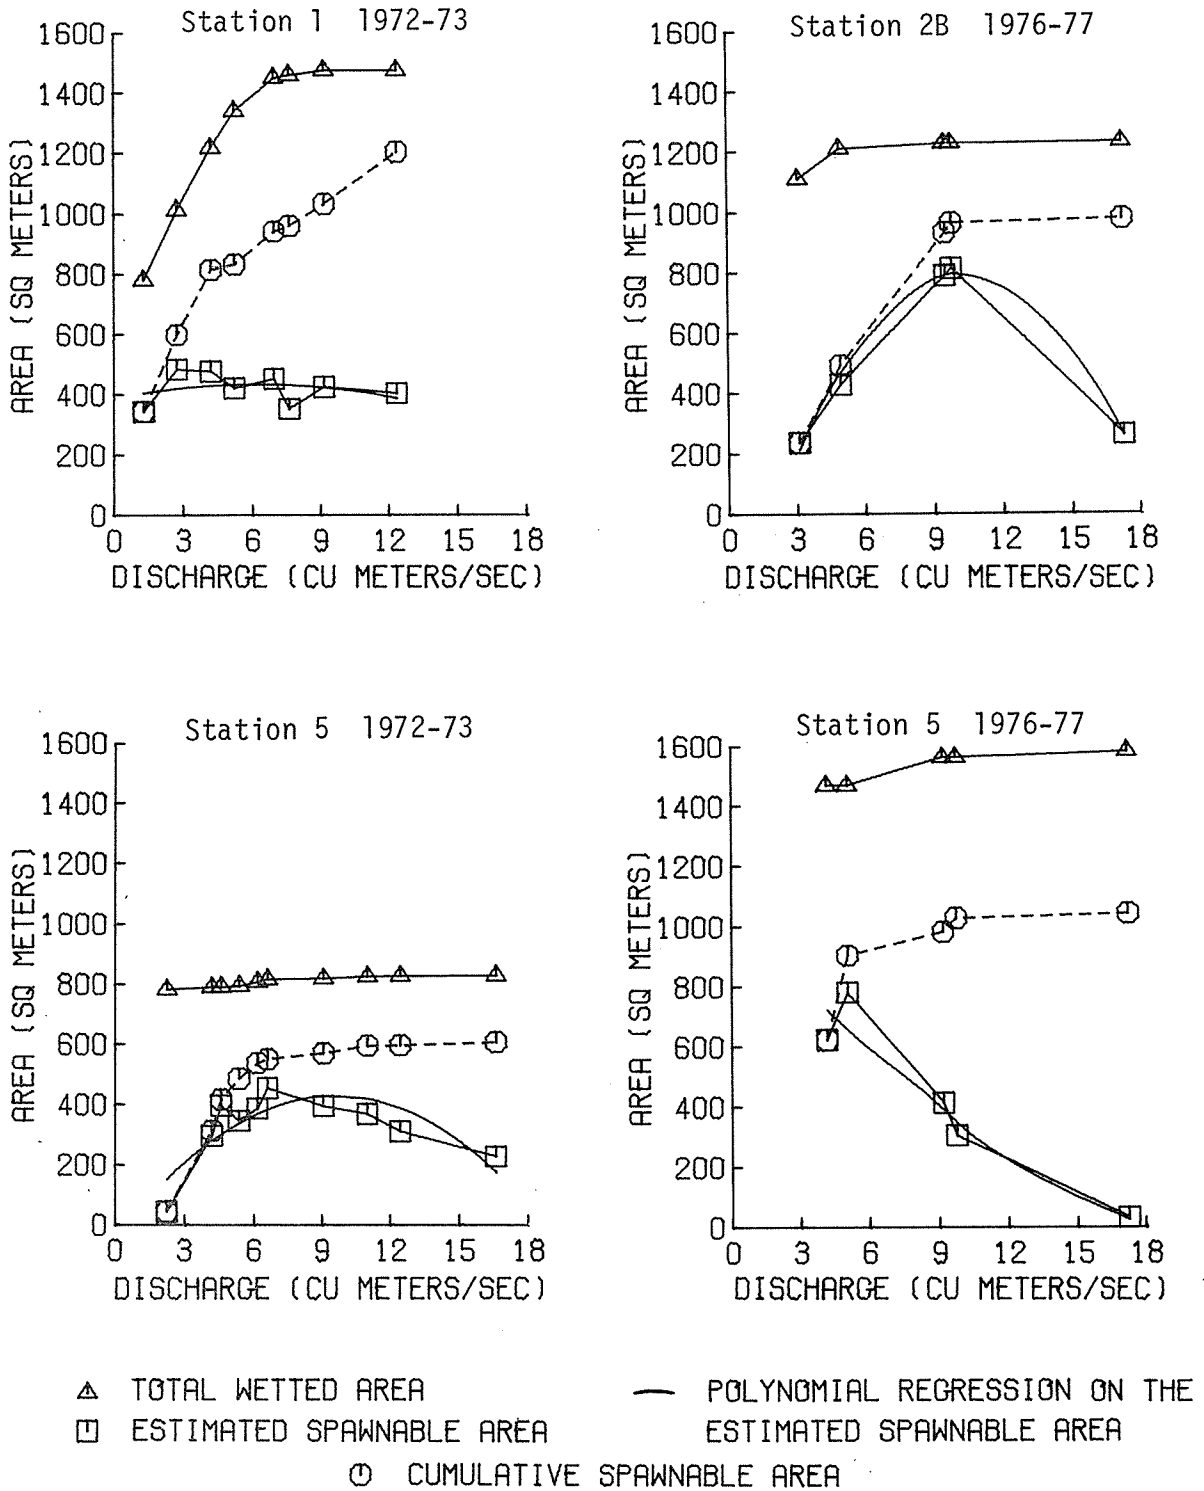 Station 1 1972-73
1600
1400
1200
1000
800
600
400
200
0
AREA (SQ METERS)
0 3 6 9 12 15 18
DISCHARGE (CU METERS/SEC)
Station 2B 1976-77
1600
1400
1200
1000
800
600
400
200
0
AREA (SQ METERS)
0 3 6 9 12 15 18
DISCHARGE (CU METERS/SEC)
Station 5 1972-73
1600
1400
1200
1000
800
600
400
200
0
AREA (SQ METERS)
0 3 6 9 12 15 18
DISCHARGE (CU METERS/SEC)
Station 5 1976-77
1600
1400
1200
1000
800
600
400
200
0
AREA (SQ METERS)
0 3 6 9 12 15 18
DISCHARGE (CU METERS/SEC)
TOTAL WETTED AREA
ESTIMATED SPAWNABLE AREA
POLYNOMIAL REGRESSION ON THE
ESTIMATED SPAWNABLE AREA
CUMULATIVE SPAWNABLE AREA